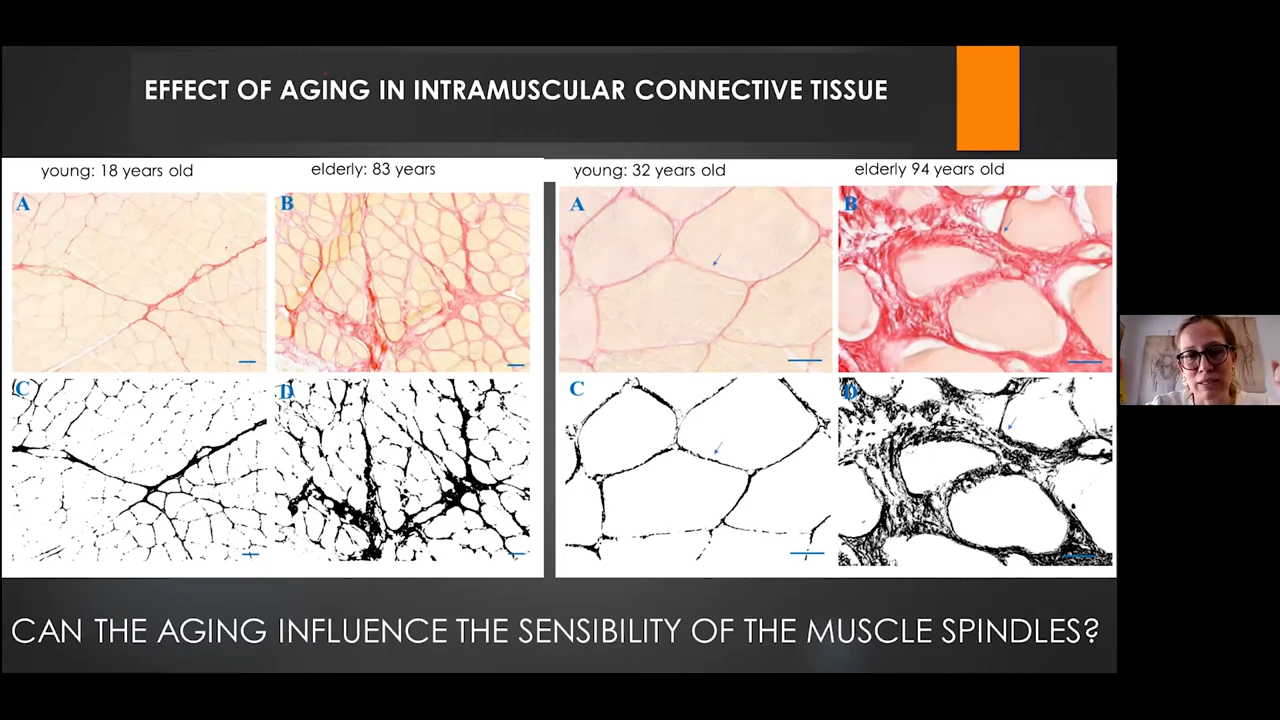 EFFECT OF AGING IN INTRAMUSCULAR CONNECTIVE TISSUE
young: 18 years old
elderly: 83 years
young: 32 years old
elderly 94 years old
A
B
A
B
C
D
C
D
CAN THE AGING INFLUENCE THE SENSIBILITY OF THE MUSCLE SPINDLES?